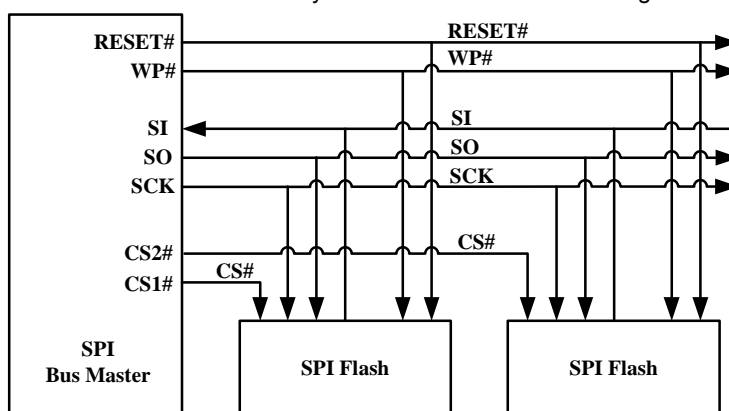 RESET#
RESET#
WP#
WP#
SI
SI
SO
SO
SCK
SCK
CS2#
CS#
CS1#
CS#
SPI
Bus Master
SPI Flash
SPI Flash